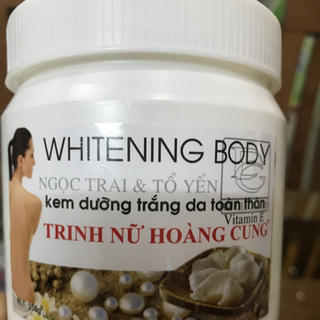 WHITENING BODY
NGỌC TRAI & TỔ YẾN
kem dưỡng trắng da toàn thân
Vitamin E
TRINH NỮ HOÀNG CUNG